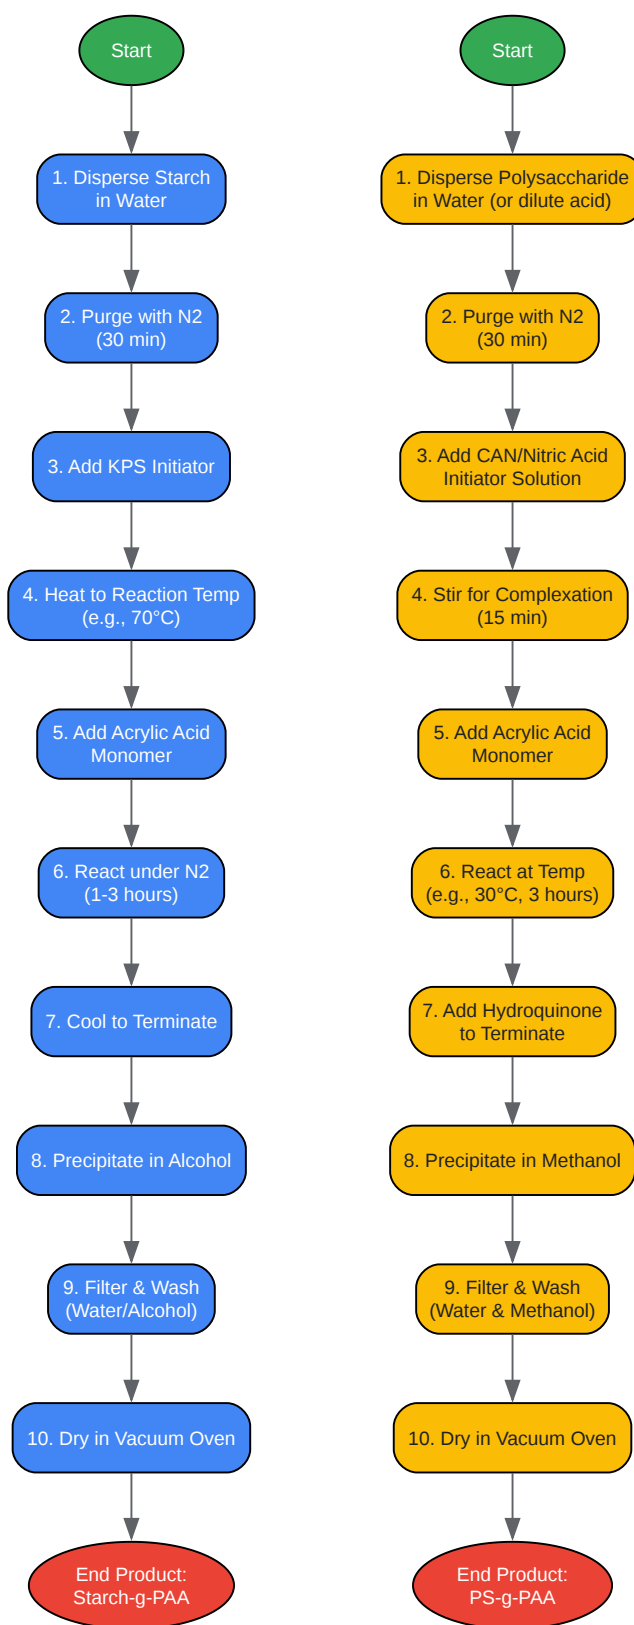 Start
1. Disperse Starch
in Water
2. Purge with N2
(30 min)
3. Add KPS Initiator
4. Heat to Reaction Temp
(e.g., 70°C)
5. Add Acrylic Acid
Monomer
6. React under N2
(1-3 hours)
7. Cool to Terminate
8. Precipitate in Alcohol
9. Filter & Wash
(Water/Alcohol)
10. Dry in Vacuum Oven
End Product:
Starch-g-PAA
Start
1. Disperse Polysaccharide
in Water (or dilute acid)
2. Purge with N2
(30 min)
3. Add CAN/Nitric Acid
Initiator Solution
4. Stir for Complexation
(15 min)
5. Add Acrylic Acid
Monomer
6. React at Temp
(e.g., 30°C, 3 hours)
7. Add Hydroquinone
to Terminate
8. Precipitate in Methanol
9. Filter & Wash
(Water & Methanol)
10. Dry in Vacuum Oven
End Product:
PS-g-PAA